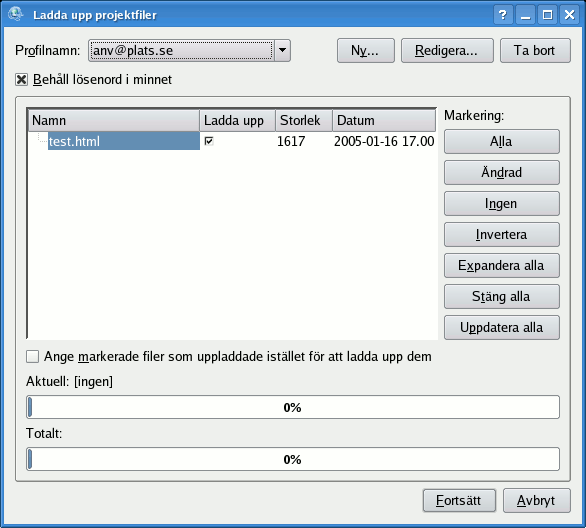 Ladda upp projektfiler
Profilnamn: anv@plats.se Ny... Redigera... Ta bort
Behåll lösenord i minnet
Namn Ladda upp Storlek Datum Markering:
test.html 1617 2005-01-16 17.00 Alla
Ändrad
Ingen
Invertera
Expandera alla
Stäng alla
Uppdatera alla
Ange markerade filer som uppladdade istället för att ladda upp dem
Aktuell: [ingen]
0%
Totalt:
0%
Fortsätt Avbryt